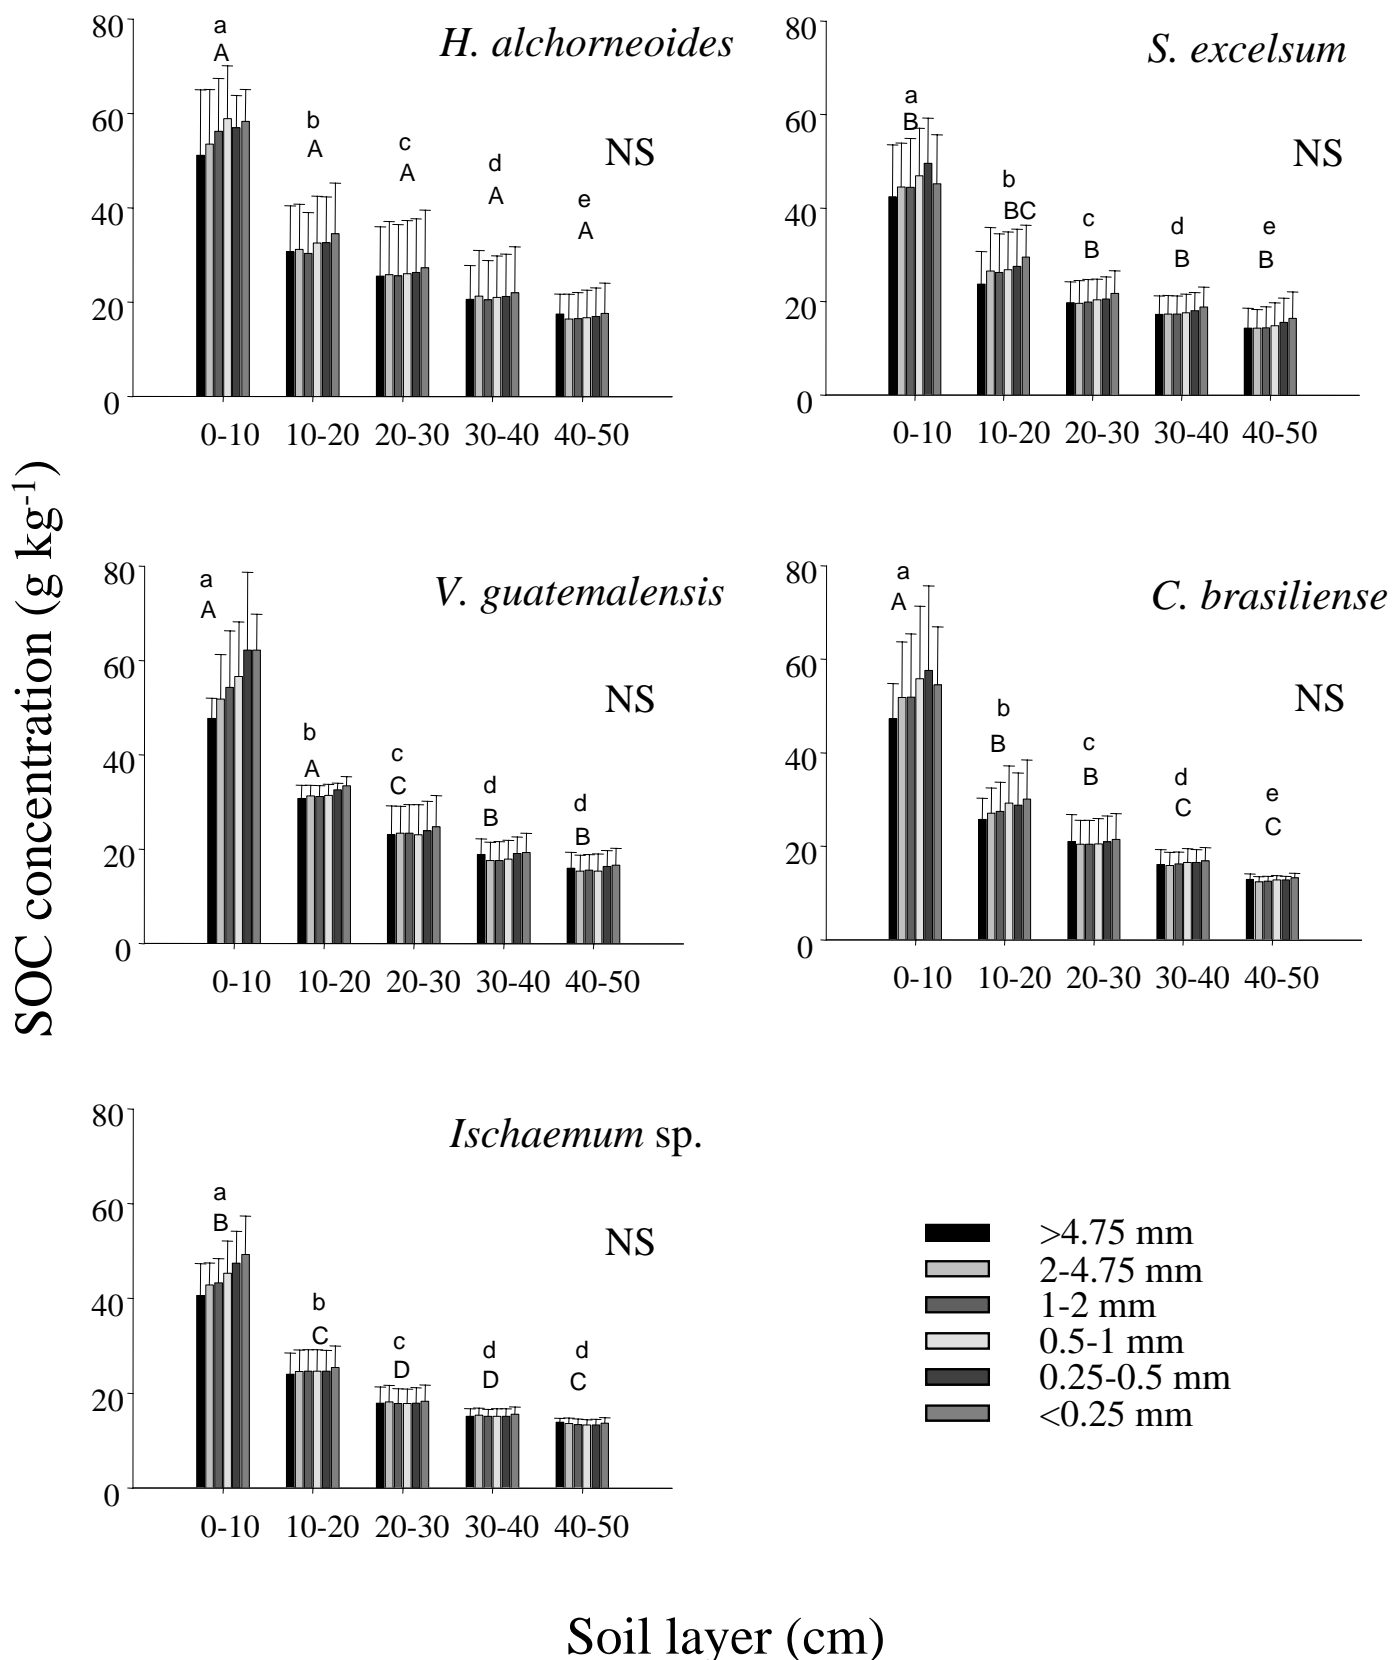 SOC concentration (g kg-1)
H. alchorneoides
NS
80
60
40
20
0
a
A
b
A
c
A
d
A
e
A
0-10 10-20 20-30 30-40 40-50
S. excelsum
NS
80
60
40
20
0
a
B
b
BC
c
B
d
B
e
B
0-10 10-20 20-30 30-40 40-50
V. guatemalensis
NS
80
60
40
20
0
a
A
b
A
c
C
d
B
d
B
0-10 10-20 20-30 30-40 40-50
C. brasiliense
NS
80
60
40
20
0
a
A
b
B
c
B
d
C
e
C
0-10 10-20 20-30 30-40 40-50
Ischaemum sp.
NS
80
60
40
20
0
a
B
b
C
c
D
d
D
d
C
0-10 10-20 20-30 30-40 40-50
>4.75 mm
2-4.75 mm
1-2 mm
0.5-1 mm
0.25-0.5 mm
<0.25 mm
Soil layer (cm)